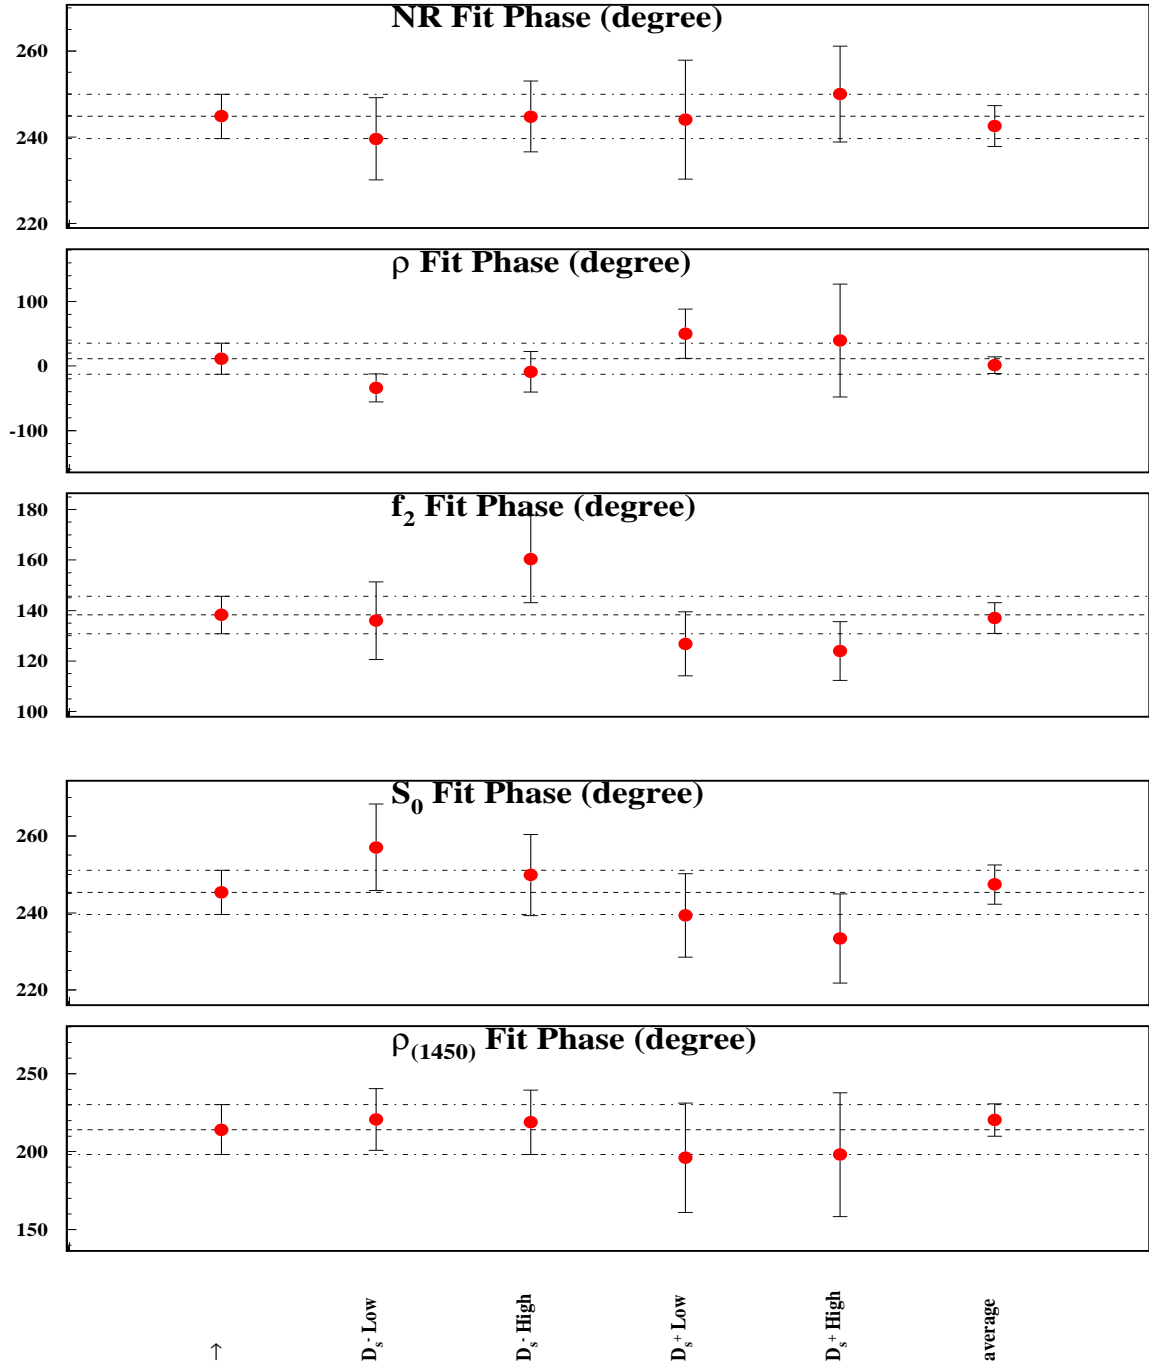 NR Fit Phase (degree)
260
240
220
ρ Fit Phase (degree)
100
0
-100
f₂ Fit Phase (degree)
180
160
140
120
100
S₀ Fit Phase (degree)
260
240
220
ρ(1450) Fit Phase (degree)
250
200
150
↑
Dₛ⁻ Low
Dₛ⁻ High
Dₛ⁺ Low
Dₛ⁺ High
average